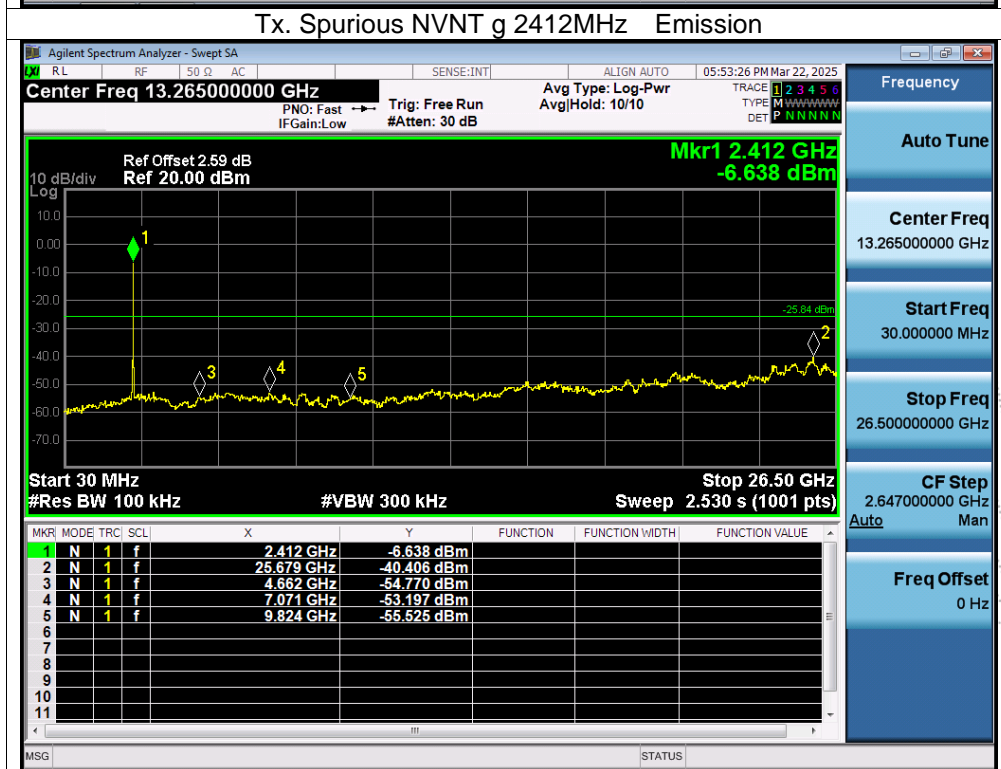 Tx. Spurious NVNT g 2412MHz Emission
Agilent Spectrum Analyzer - Swept SA
LXI RL RF 50 Ω AC SENSE:INT ALIGN AUTO 05:53:26 PM Mar 22, 2025
Center Freq 13.265000000 GHz
PNO: Fast
IFGain:Low
Trig: Free Run
#Atten: 30 dB
Avg Type: Log-Pwr
Avg|Hold: 10/10
TRACE 1 2 3 4 5 6
TYPE M WWWWW
DET P N N N N N
Frequency
Auto Tune
Center Freq
13.265000000 GHz
Start Freq
30.000000 MHz
Stop Freq
26.500000000 GHz
CF Step
2.647000000 GHz
Auto Man
Freq Offset
0 Hz
Mkr1 2.412 GHz
-6.638 dBm
Ref Offset 2.59 dB
10 dB/div Ref 20.00 dBm
Log
10.0
0.00
-10.0
-20.0
-30.0
-40.0
-50.0
-60.0
-70.0
-25.84 dBm
1
2
3
4
5
Start 30 MHz Stop 26.50 GHz
#Res BW 100 kHz #VBW 300 kHz Sweep 2.530 s (1001 pts)
MKR MODE TRC SCL X Y FUNCTION FUNCTION WIDTH FUNCTION VALUE
1 N 1 f 2.412 GHz -6.638 dBm
2 N 1 f 25.679 GHz -40.406 dBm
3 N 1 f 4.662 GHz -54.770 dBm
4 N 1 f 7.071 GHz -53.197 dBm
5 N 1 f 9.824 GHz -55.525 dBm
6
7
8
9
10
11
MSG STATUS